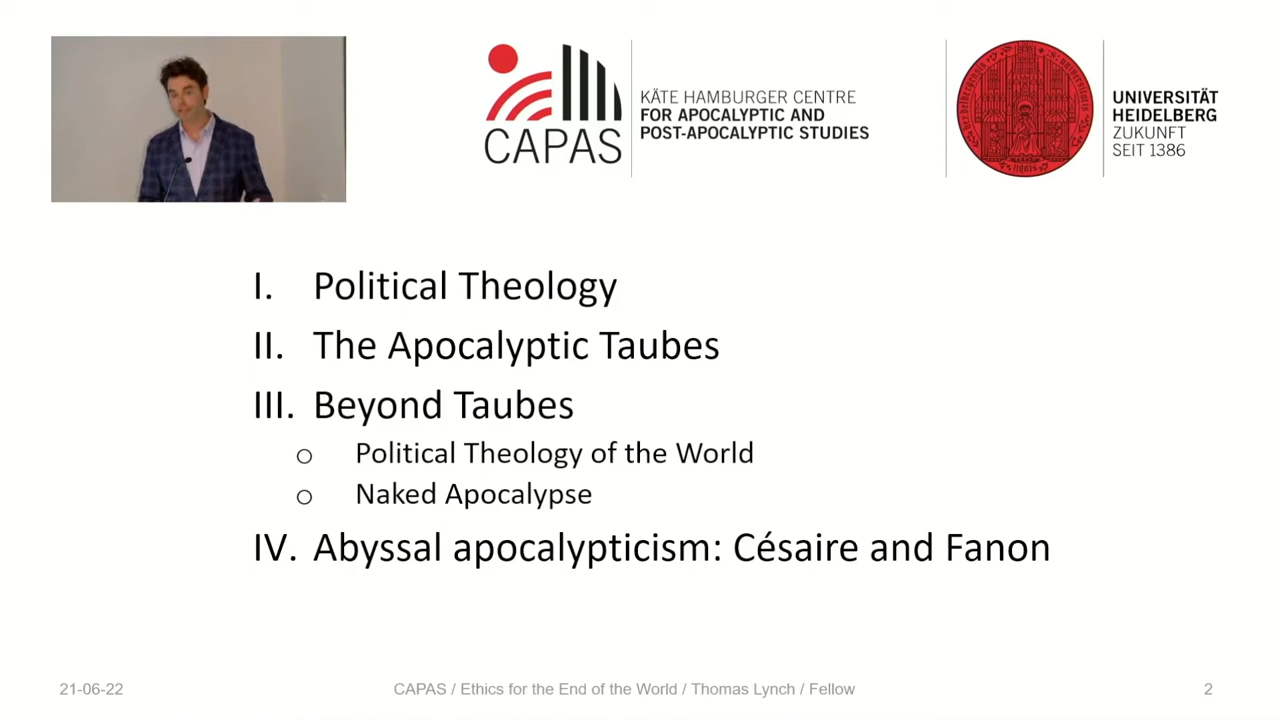 CAPAS
KÄTE HAMBURGER CENTRE
FOR APOCALYPTIC AND
POST-APOCALYPTIC STUDIES
UNIVERSITÄT
HEIDELBERG
ZUKUNFT
SEIT 1386
I. Political Theology
II. The Apocalyptic Taubes
III. Beyond Taubes
o Political Theology of the World
o Naked Apocalypse
IV. Abyssal apocalypticism: Césaire and Fanon
21-06-22
CAPAS / Ethics for the End of the World / Thomas Lynch / Fellow
2